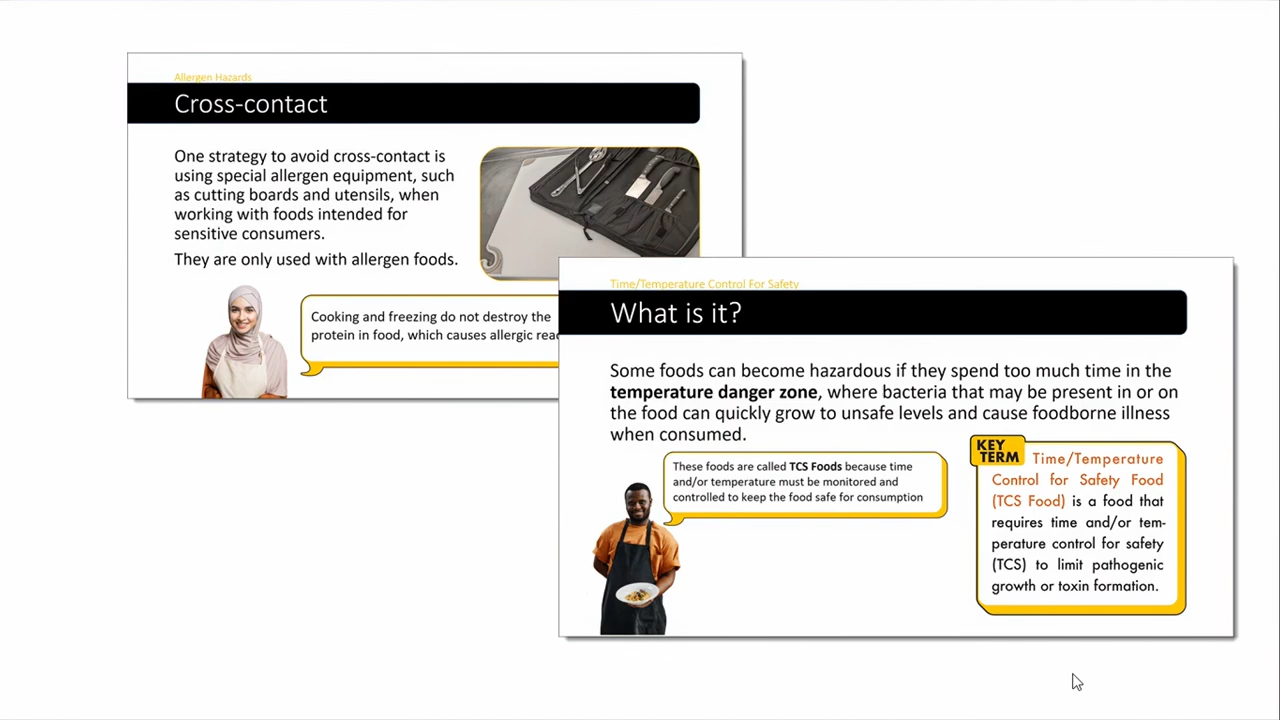 Allergen Hazards
Cross-contact
One strategy to avoid cross-contact is
using special allergen equipment, such
as cutting boards and utensils, when
working with foods intended for
sensitive consumers.
They are only used with allergen foods.
Cooking and freezing do not destroy the
protein in food, which causes allergic
Time/Temperature Control For Safety
What is it?
Some foods can become hazardous if they spend too much time in the
temperature danger zone, where bacteria that may be present in or on
the food can quickly grow to unsafe levels and cause foodborne illness
when consumed.
These foods are called TCS Foods because time
and/or temperature must be monitored and
controlled to keep the food safe for consumption
KEY
TERM
Time/Temperature
Control for Safety Food
(TCS Food) is a food that
requires time and/or tem-
perature control for safety
(TCS) to limit pathogenic
growth or toxin formation.